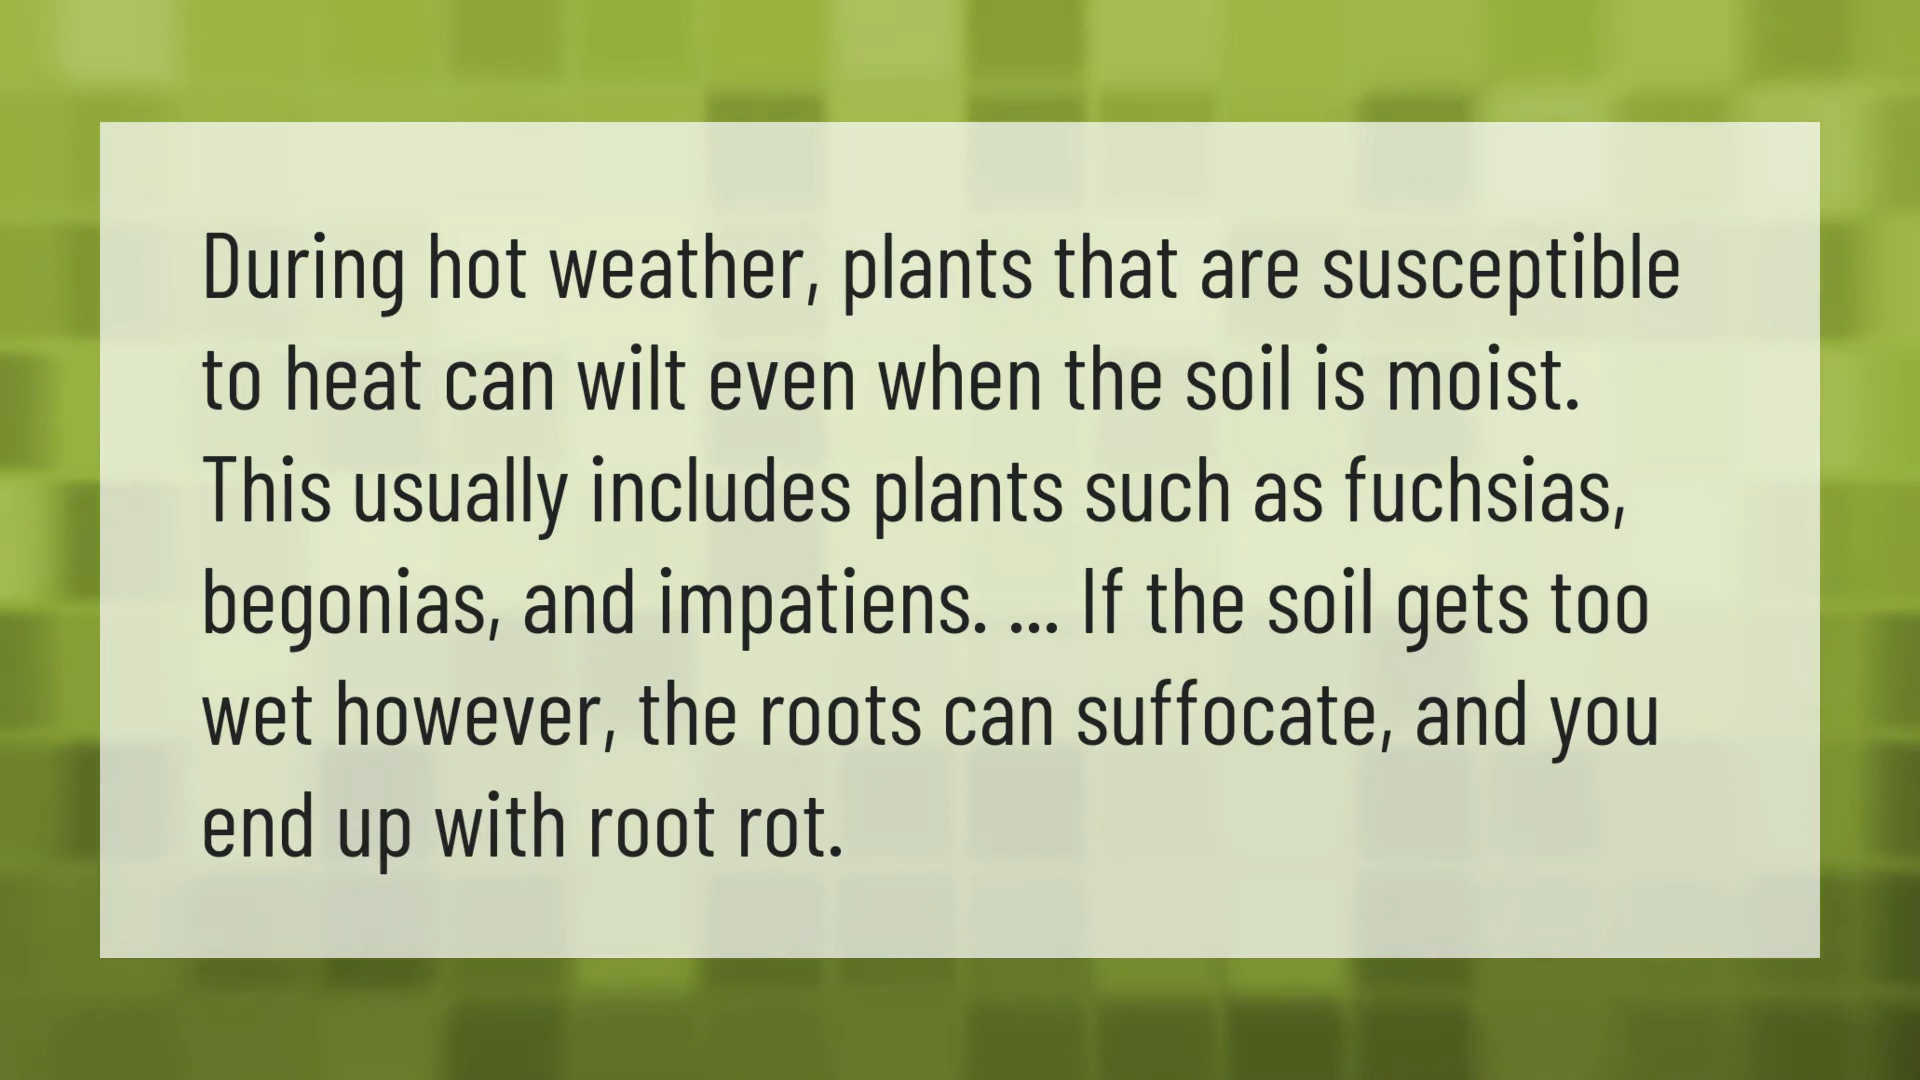 During hot weather, plants that are susceptible
to heat can wilt even when the soil is moist.
This usually includes plants such as fuchsias,
begonias, and impatiens. ... If the soil gets too
wet however, the roots can suffocate, and you
end up with root rot.